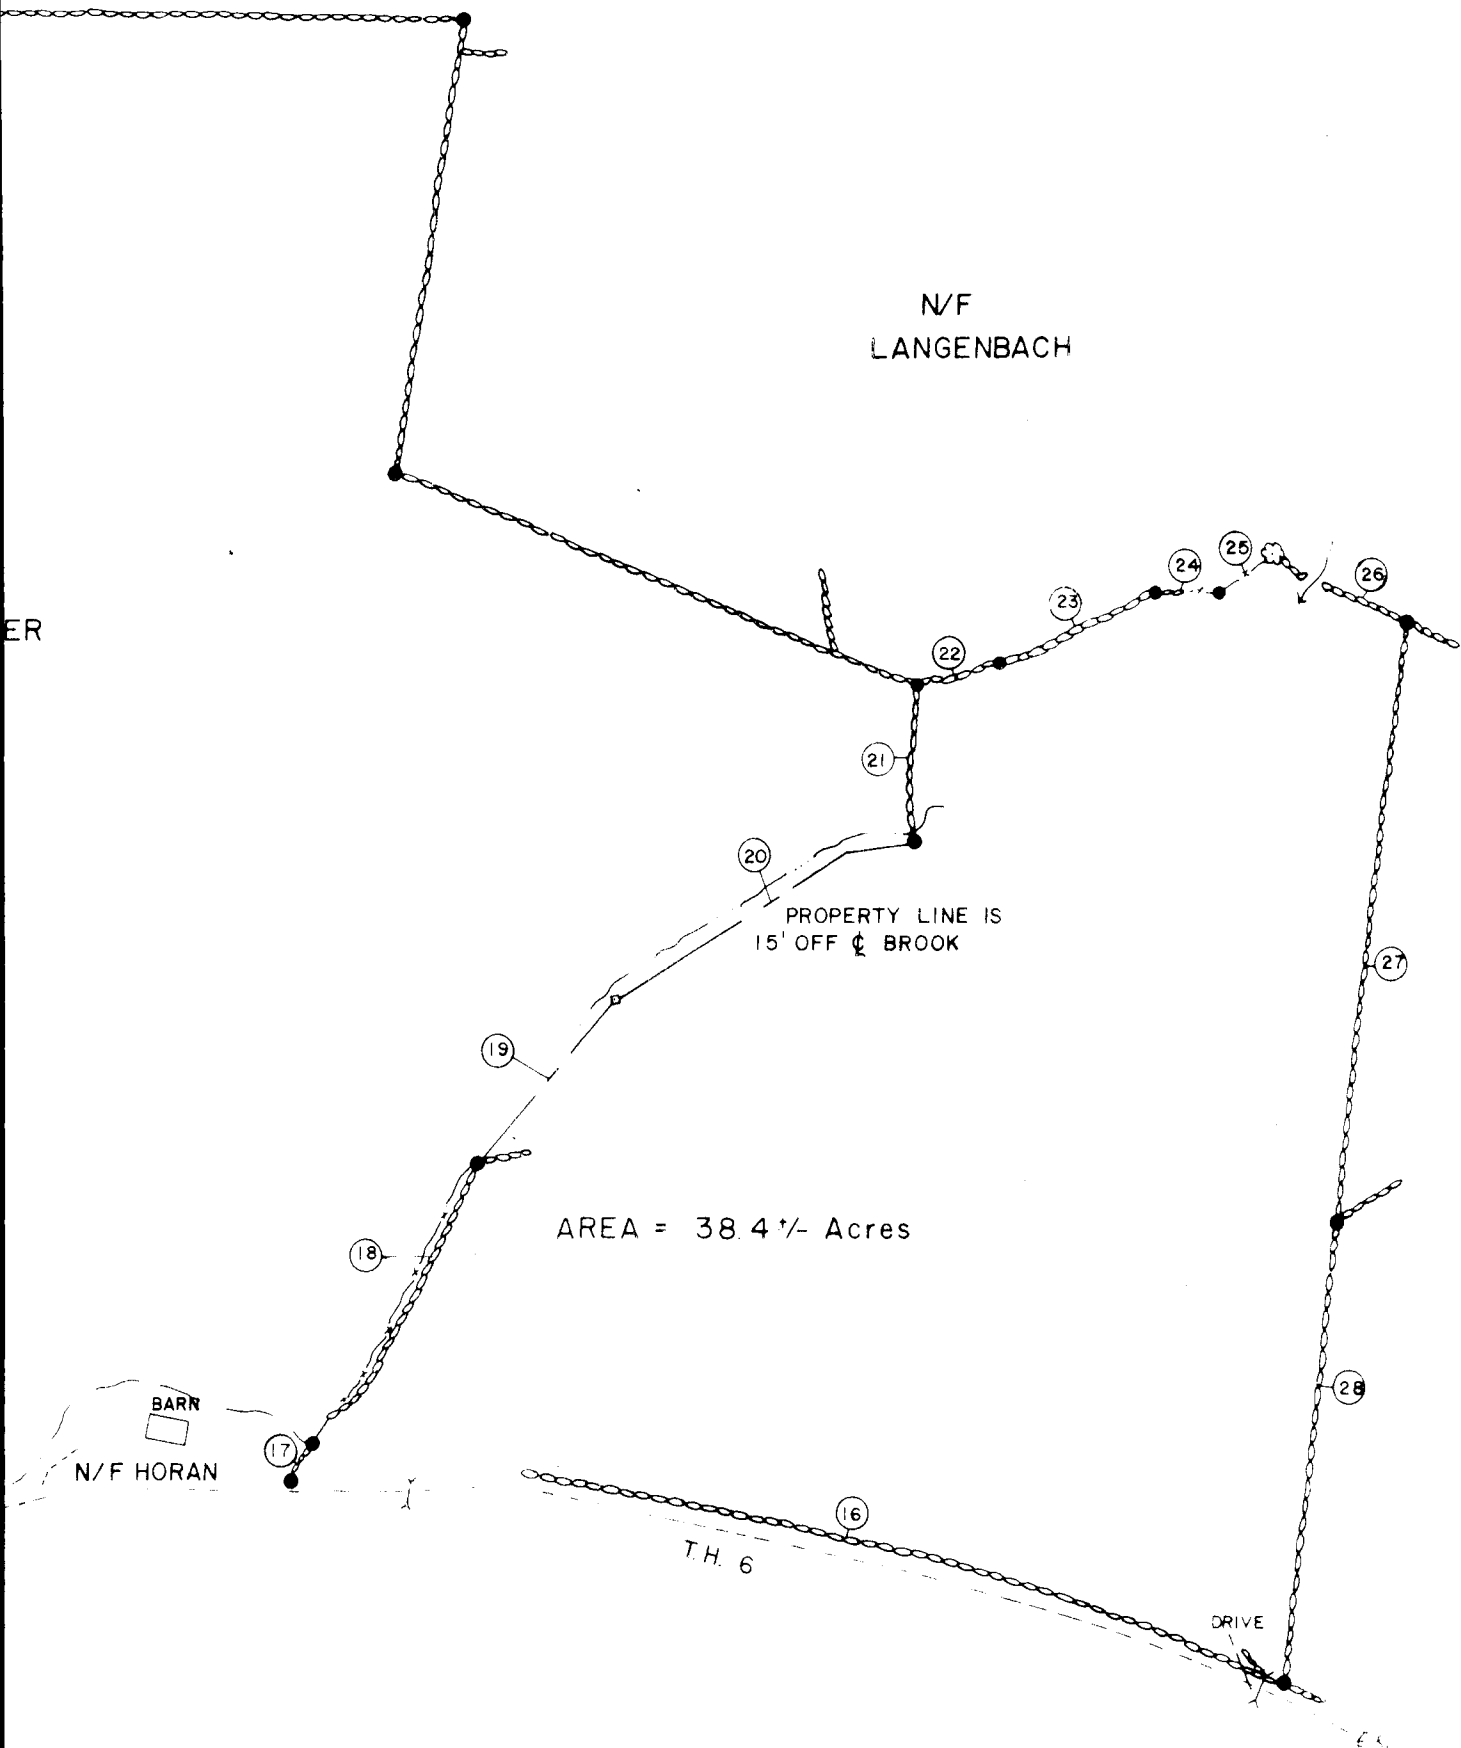 N/F
LANGENBACH
25
24
26
23
ER
22
21
20
PROPERTY LINE IS
15' OFF ℄ BROOK
27
19
AREA = 38.4 +/- Acres
18
28
BARN
17
N/F HORAN
16
T.H. 6
DRIVE